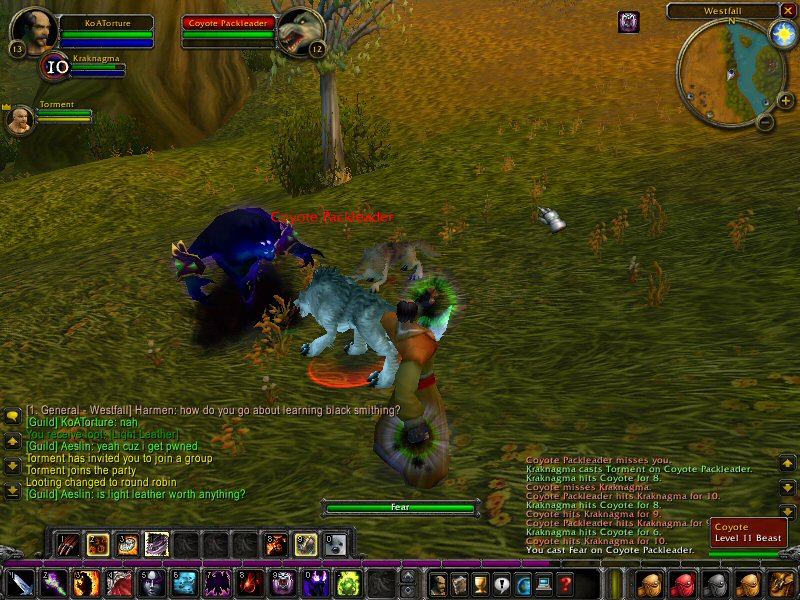 KoATorture
13
Kraknagma
10
Torment
Coyote Packleader
12
Westfall
N
Coyote Packleader
[1. General - Westfall] Harmen: how do you go about learning black smithing?
[Guild] KoATorture: nah
You receive loot: [Light Leather]
[Guild] Aeslin: yeah cuz i get pwned
Torment has invited you to join a group
Torment joins the party
Looting changed to round robin
[Guild] Aeslin: is light leather worth anything?
Fear
Coyote Packleader misses you.
Kraknagma casts Torment on Coyote Packleader.
Kraknagma hits Coyote for 8.
Coyote misses Kraknagma.
Coyote Packleader hits Kraknagma for 10.
Kraknagma hits Coyote for 8.
Coyote hits Kraknagma for 9.
Coyote Packleader hits Kraknagma for 9
Kraknagma hits Coyote for 6.
Coyote hits Kraknagma for 10.
You cast Fear on Coyote Packleader.
Coyote
Level 11 Beast